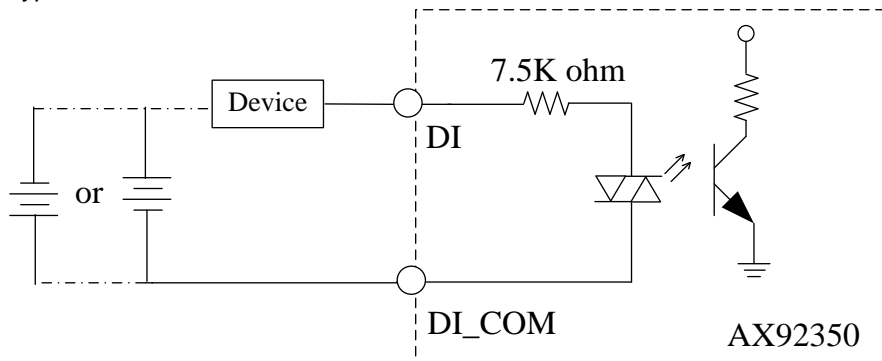 7.5K ohm
Device
DI
or
DI_COM
AX92350